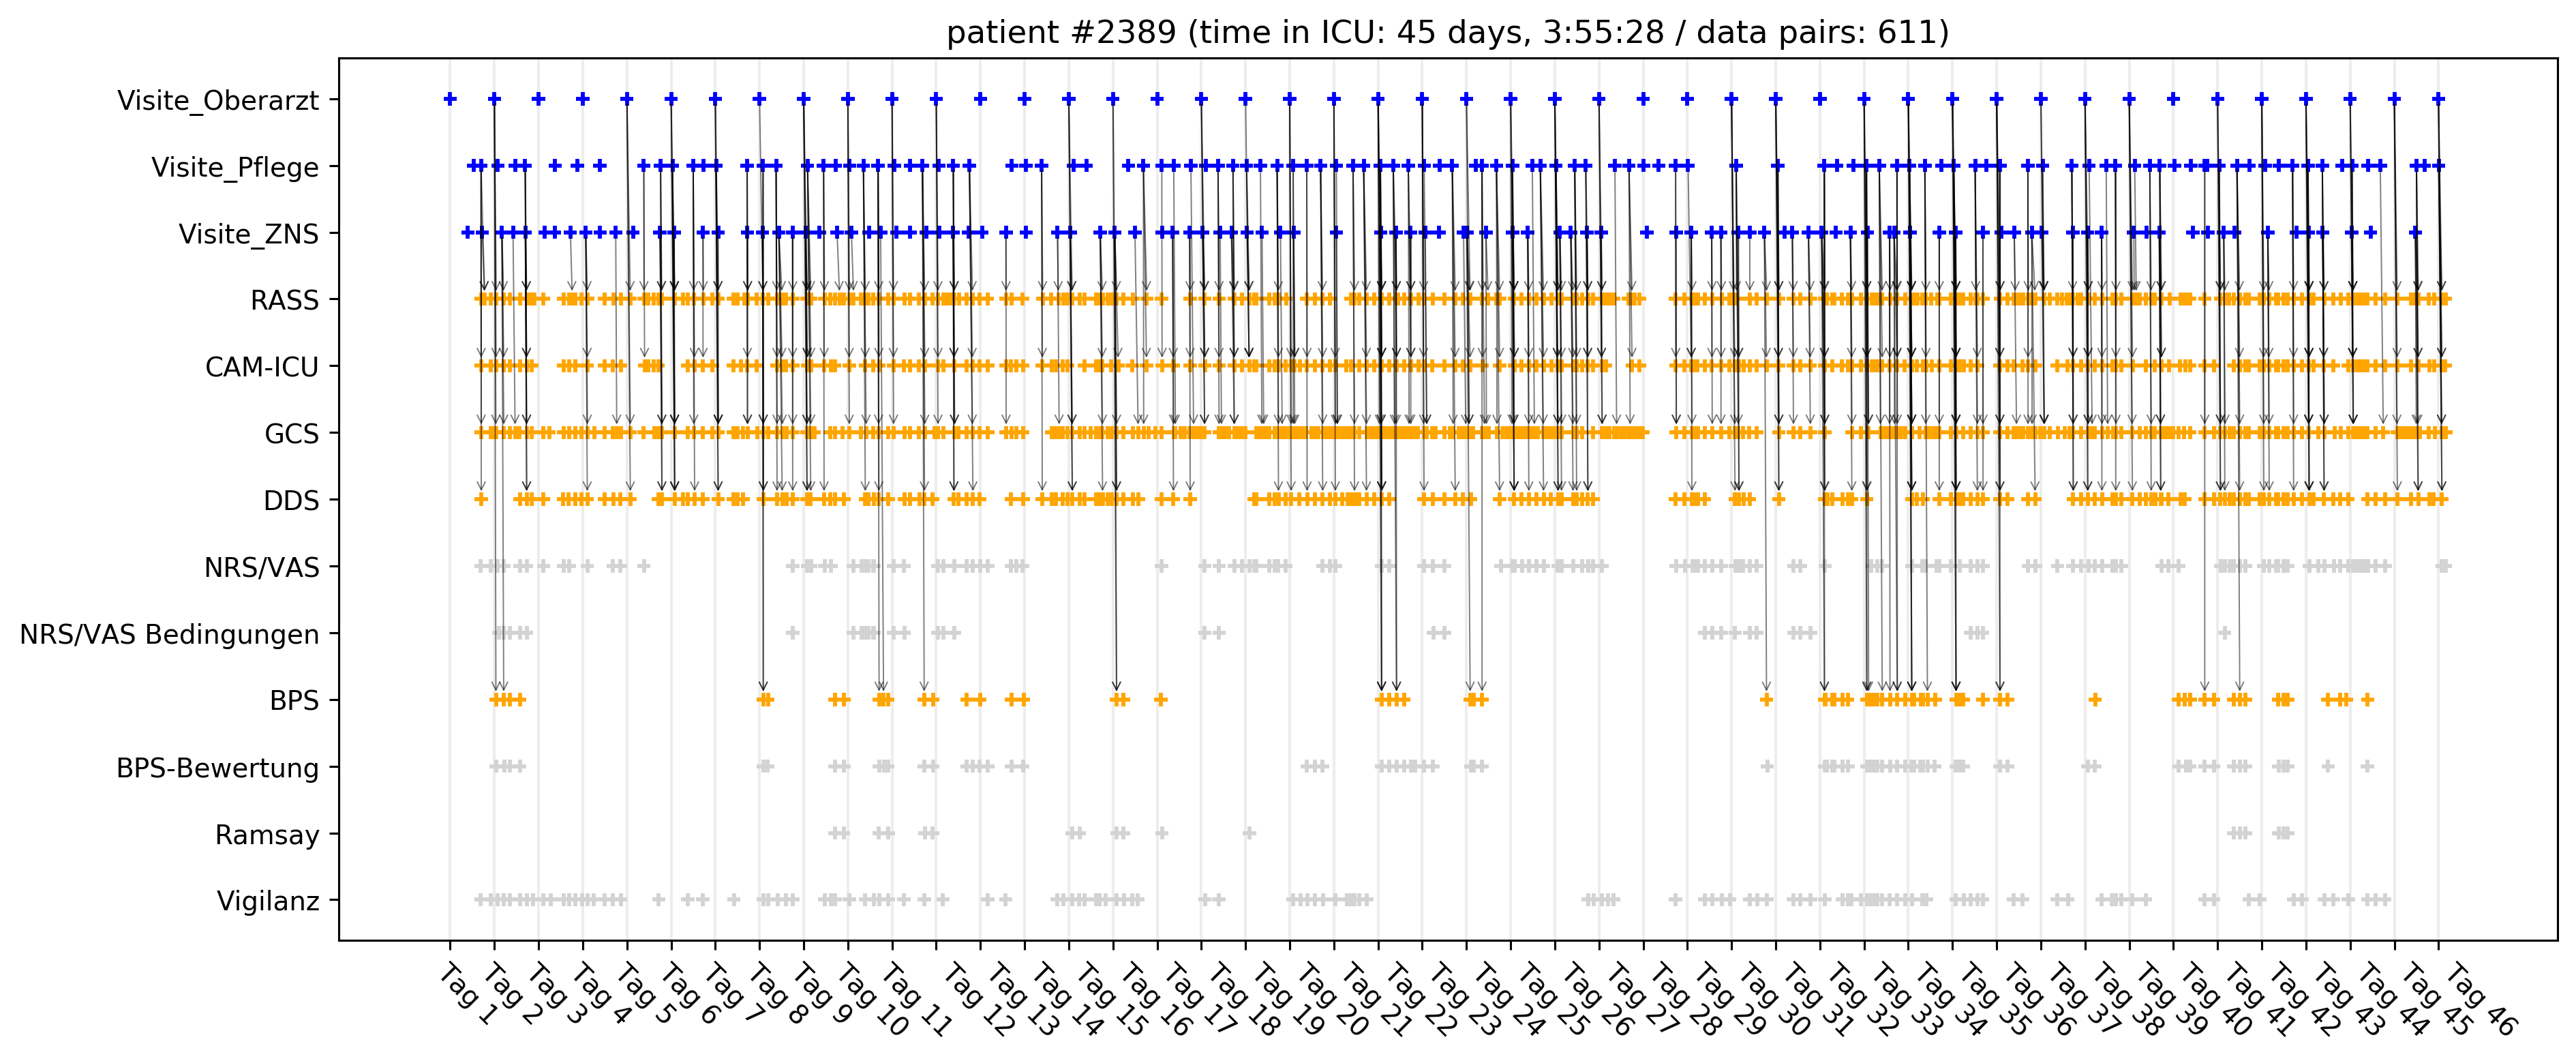 patient #2389 (time in ICU: 45 days, 3:55:28 / data pairs: 611)
Visite_Oberarzt
Visite_Pflege
Visite_ZNS
RASS
CAM-ICU
GCS
DDS
NRS/VAS
NRS/VAS Bedingungen
BPS
BPS-Bewertung
Ramsay
Vigilanz
Tag 1
Tag 2
Tag 3
Tag 4
Tag 5
Tag 6
Tag 7
Tag 8
Tag 9
Tag 10
Tag 11
Tag 12
Tag 13
Tag 14
Tag 15
Tag 16
Tag 17
Tag 18
Tag 19
Tag 20
Tag 21
Tag 22
Tag 23
Tag 24
Tag 25
Tag 26
Tag 27
Tag 28
Tag 29
Tag 30
Tag 31
Tag 32
Tag 33
Tag 34
Tag 35
Tag 36
Tag 37
Tag 38
Tag 39
Tag 40
Tag 41
Tag 42
Tag 43
Tag 44
Tag 45
Tag 46